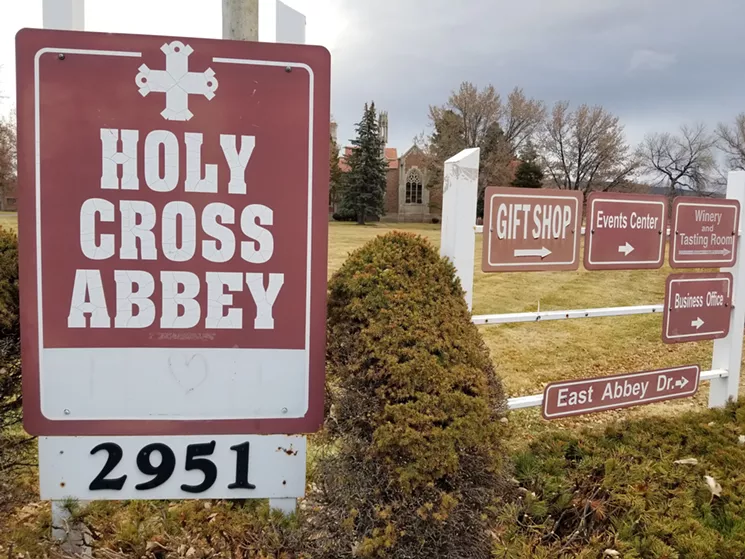 HOLY
CROSS
ABBEY
2951
GIFT SHOP
Events Center
Winery
and
Tasting Room
Business Office
East Abbey Dr.